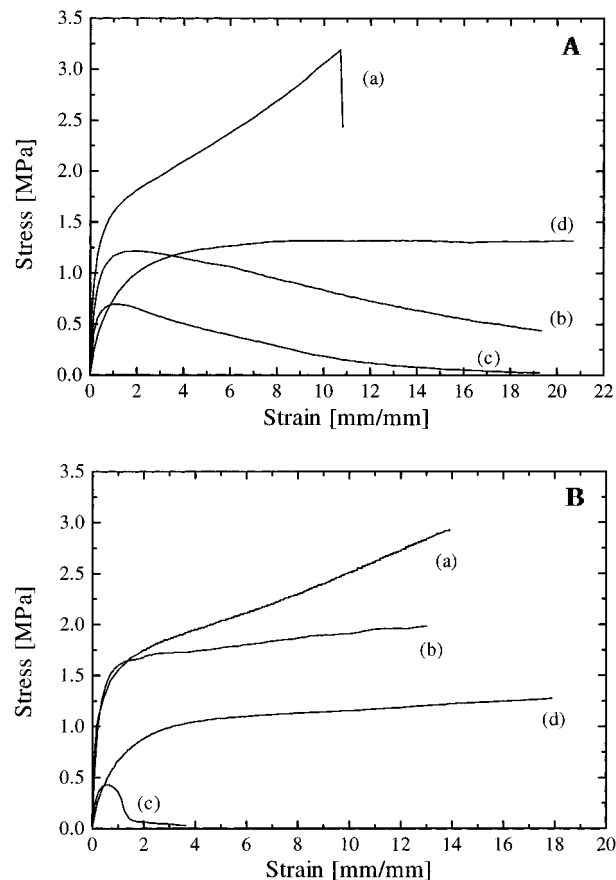 A
3.5
3.0
2.5
2.0
1.5
1.0
0.5
0.0
Stress [MPa]
(a)
(d)
(b)
(c)
0 2 4 6 8 10 12 14 16 18 20 22
Strain [mm/mm]
B
3.5
3.0
2.5
2.0
1.5
1.0
0.5
0.0
Stress [MPa]
(a)
(b)
(d)
(c)
0 2 4 6 8 10 12 14 16 18 20
Strain [mm/mm]